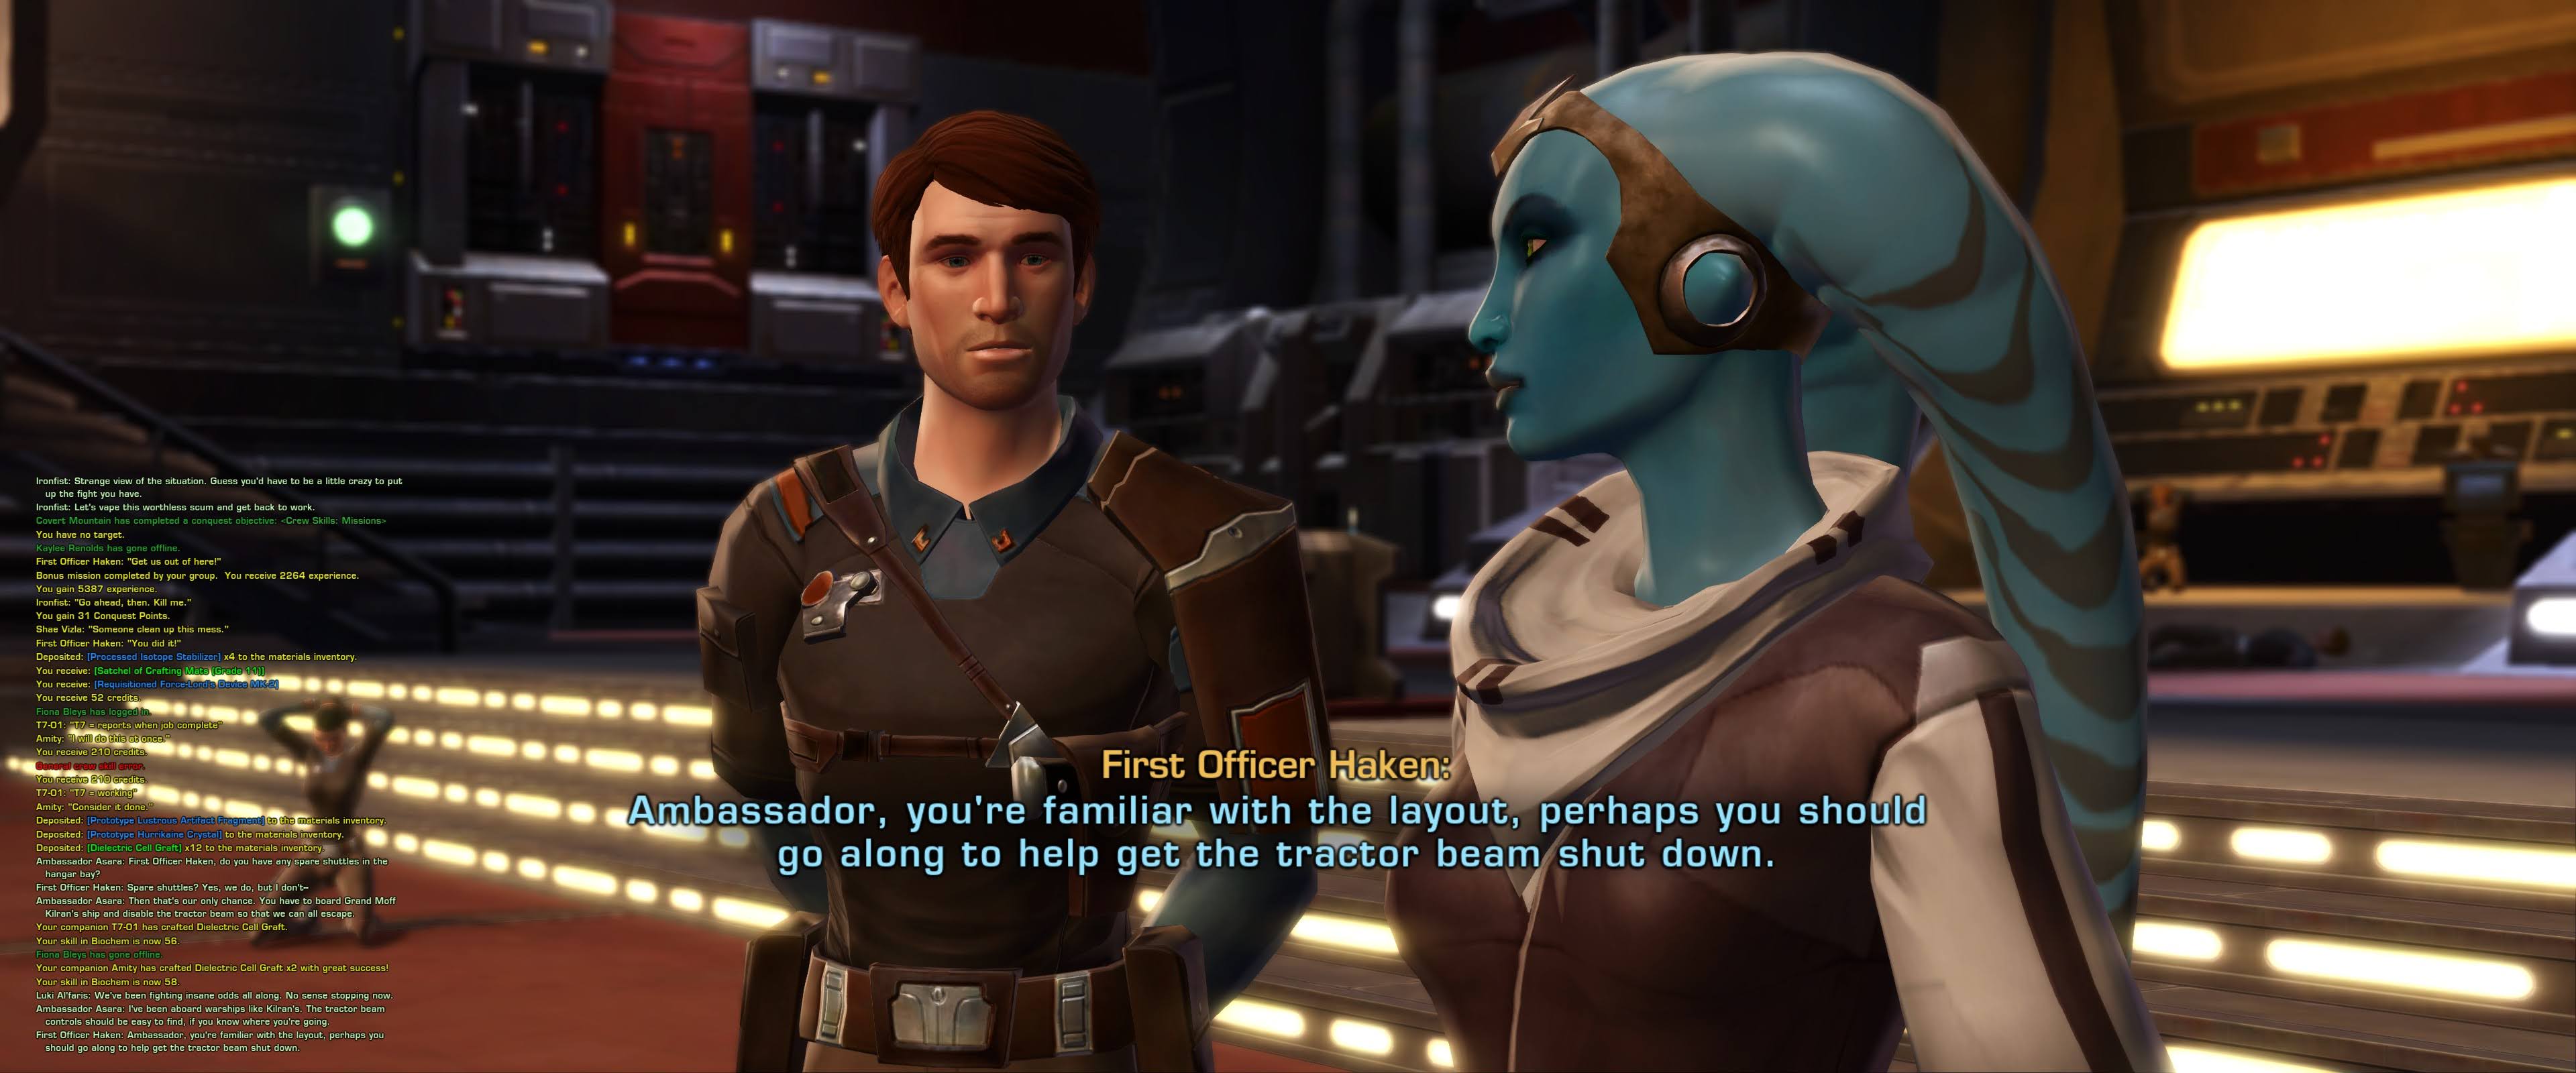 Ironfist: Strange view of the situation. Guess you'd have to be a little crazy to put
up the fight you have.
Ironfist: Let's vape this worthless scum and get back to work.
Covert Mountain has completed a conquest objective: <Crew Skills: Missions>
You have no target.
Kaylee Renolds has gone offline.
First Officer Haken: "Get us out of here!"
Bonus mission completed by your group. You receive 2264 experience.
You gain 5387 experience.
Ironfist: "Go ahead, then. Kill me."
You gain 31 Conquest Points.
Shae Vizla: "Someone clean up this mess."
First Officer Haken: "You did it!"
Deposited: [Processed Isotope Stabilizer] x4 to the materials inventory.
You receive: [Satchel of Crafting Mats (Grade 11)]
You receive: [Requisitioned Force-Lord's Device MK-2]
You receive 52 credits.
Fiona Bleys has logged in.
T7-01: "T7 = reports when job complete"
Amity: "I will do this at once."
You receive 210 credits.
General crew skill error.
You receive 210 credits.
T7-01: "T7 = working"
Amity: "Consider it done."
Deposited: [Prototype Lustrous Artifact Fragment] to the materials inventory.
Deposited: [Prototype Hurrikaine Crystal] to the materials inventory.
Deposited: [Dielectric Cell Graft] x12 to the materials inventory.
Ambassador Asara: First Officer Haken, do you have any spare shuttles in the
hangar bay?
First Officer Haken: Spare shuttles? Yes, we do, but I don't–
Ambassador Asara: Then that's our only chance. You have to board Grand Moff
Kilran's ship and disable the tractor beam so that we can all escape.
Your companion T7-01 has crafted Dielectric Cell Graft.
Your skill in Biochem is now 56.
Fiona Bleys has gone offline.
Your companion Amity has crafted Dielectric Cell Graft x2 with great success!
Your skill in Biochem is now 58.
Luki Al'faris: We've been fighting insane odds all along. No sense stopping now.
Ambassador Asara: I've been aboard warships like Kilran's. The tractor beam
controls should be easy to find, if you know where you're going.
First Officer Haken: Ambassador, you're familiar with the layout, perhaps you
should go along to help get the tractor beam shut down.
First Officer Haken:
Ambassador, you're familiar with the layout, perhaps you should
go along to help get the tractor beam shut down.